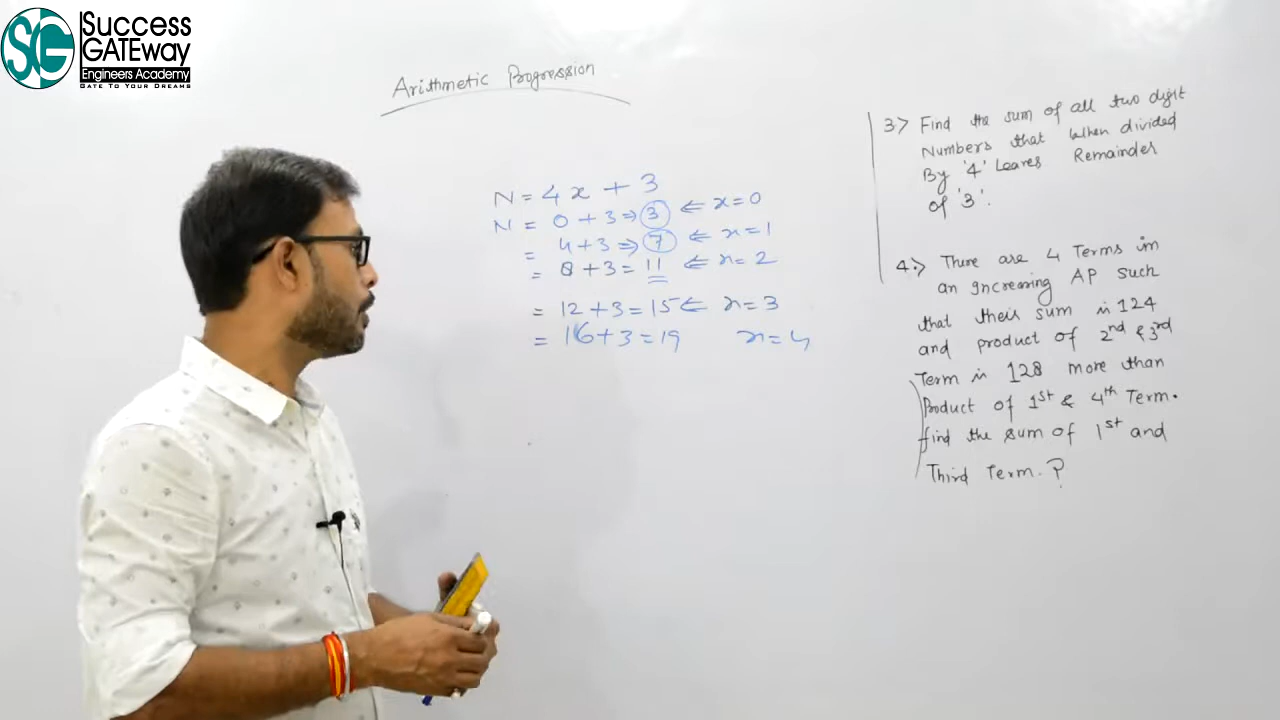 SG
Success
GATEway
Engineers Academy
GATE TO YOUR DREAMS
Arithmetic Progression
N = 4x + 3
N = 0 + 3 ⇒ 3 ⇐ x = 0
= 4 + 3 ⇒ 7 ⇐ x = 1
= 8 + 3 = 11 ⇐ x = 2
= 12 + 3 = 15 ← x = 3
= 16 + 3 = 19 x = 4
3> Find the sum of all two digit
Numbers that when divided
By '4' Leaves Remainder
of '3'.
4.> There are 4 Terms in
an Increasing AP such
that their sum is 124
and product of 2nd & 3rd
Term is 128 more than
Product of 1st & 4th Term.
find the sum of 1st and
Third Term. ?